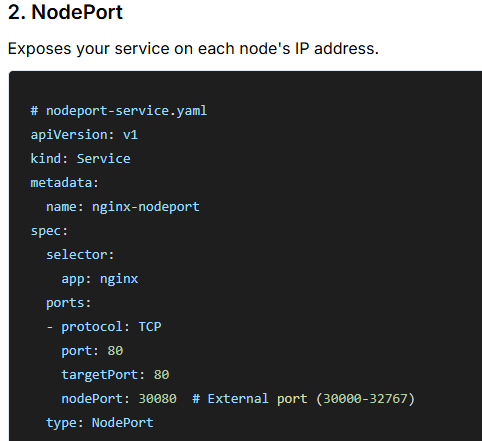 2. NodePort
Exposes your service on each node's IP address.
# nodeport-service.yaml
apiVersion: v1
kind: Service
metadata:
  name: nginx-nodeport
spec:
  selector:
    app: nginx
  ports:
  - protocol: TCP
    port: 80
    targetPort: 80
    nodePort: 30080  # External port (30000-32767)
  type: NodePort